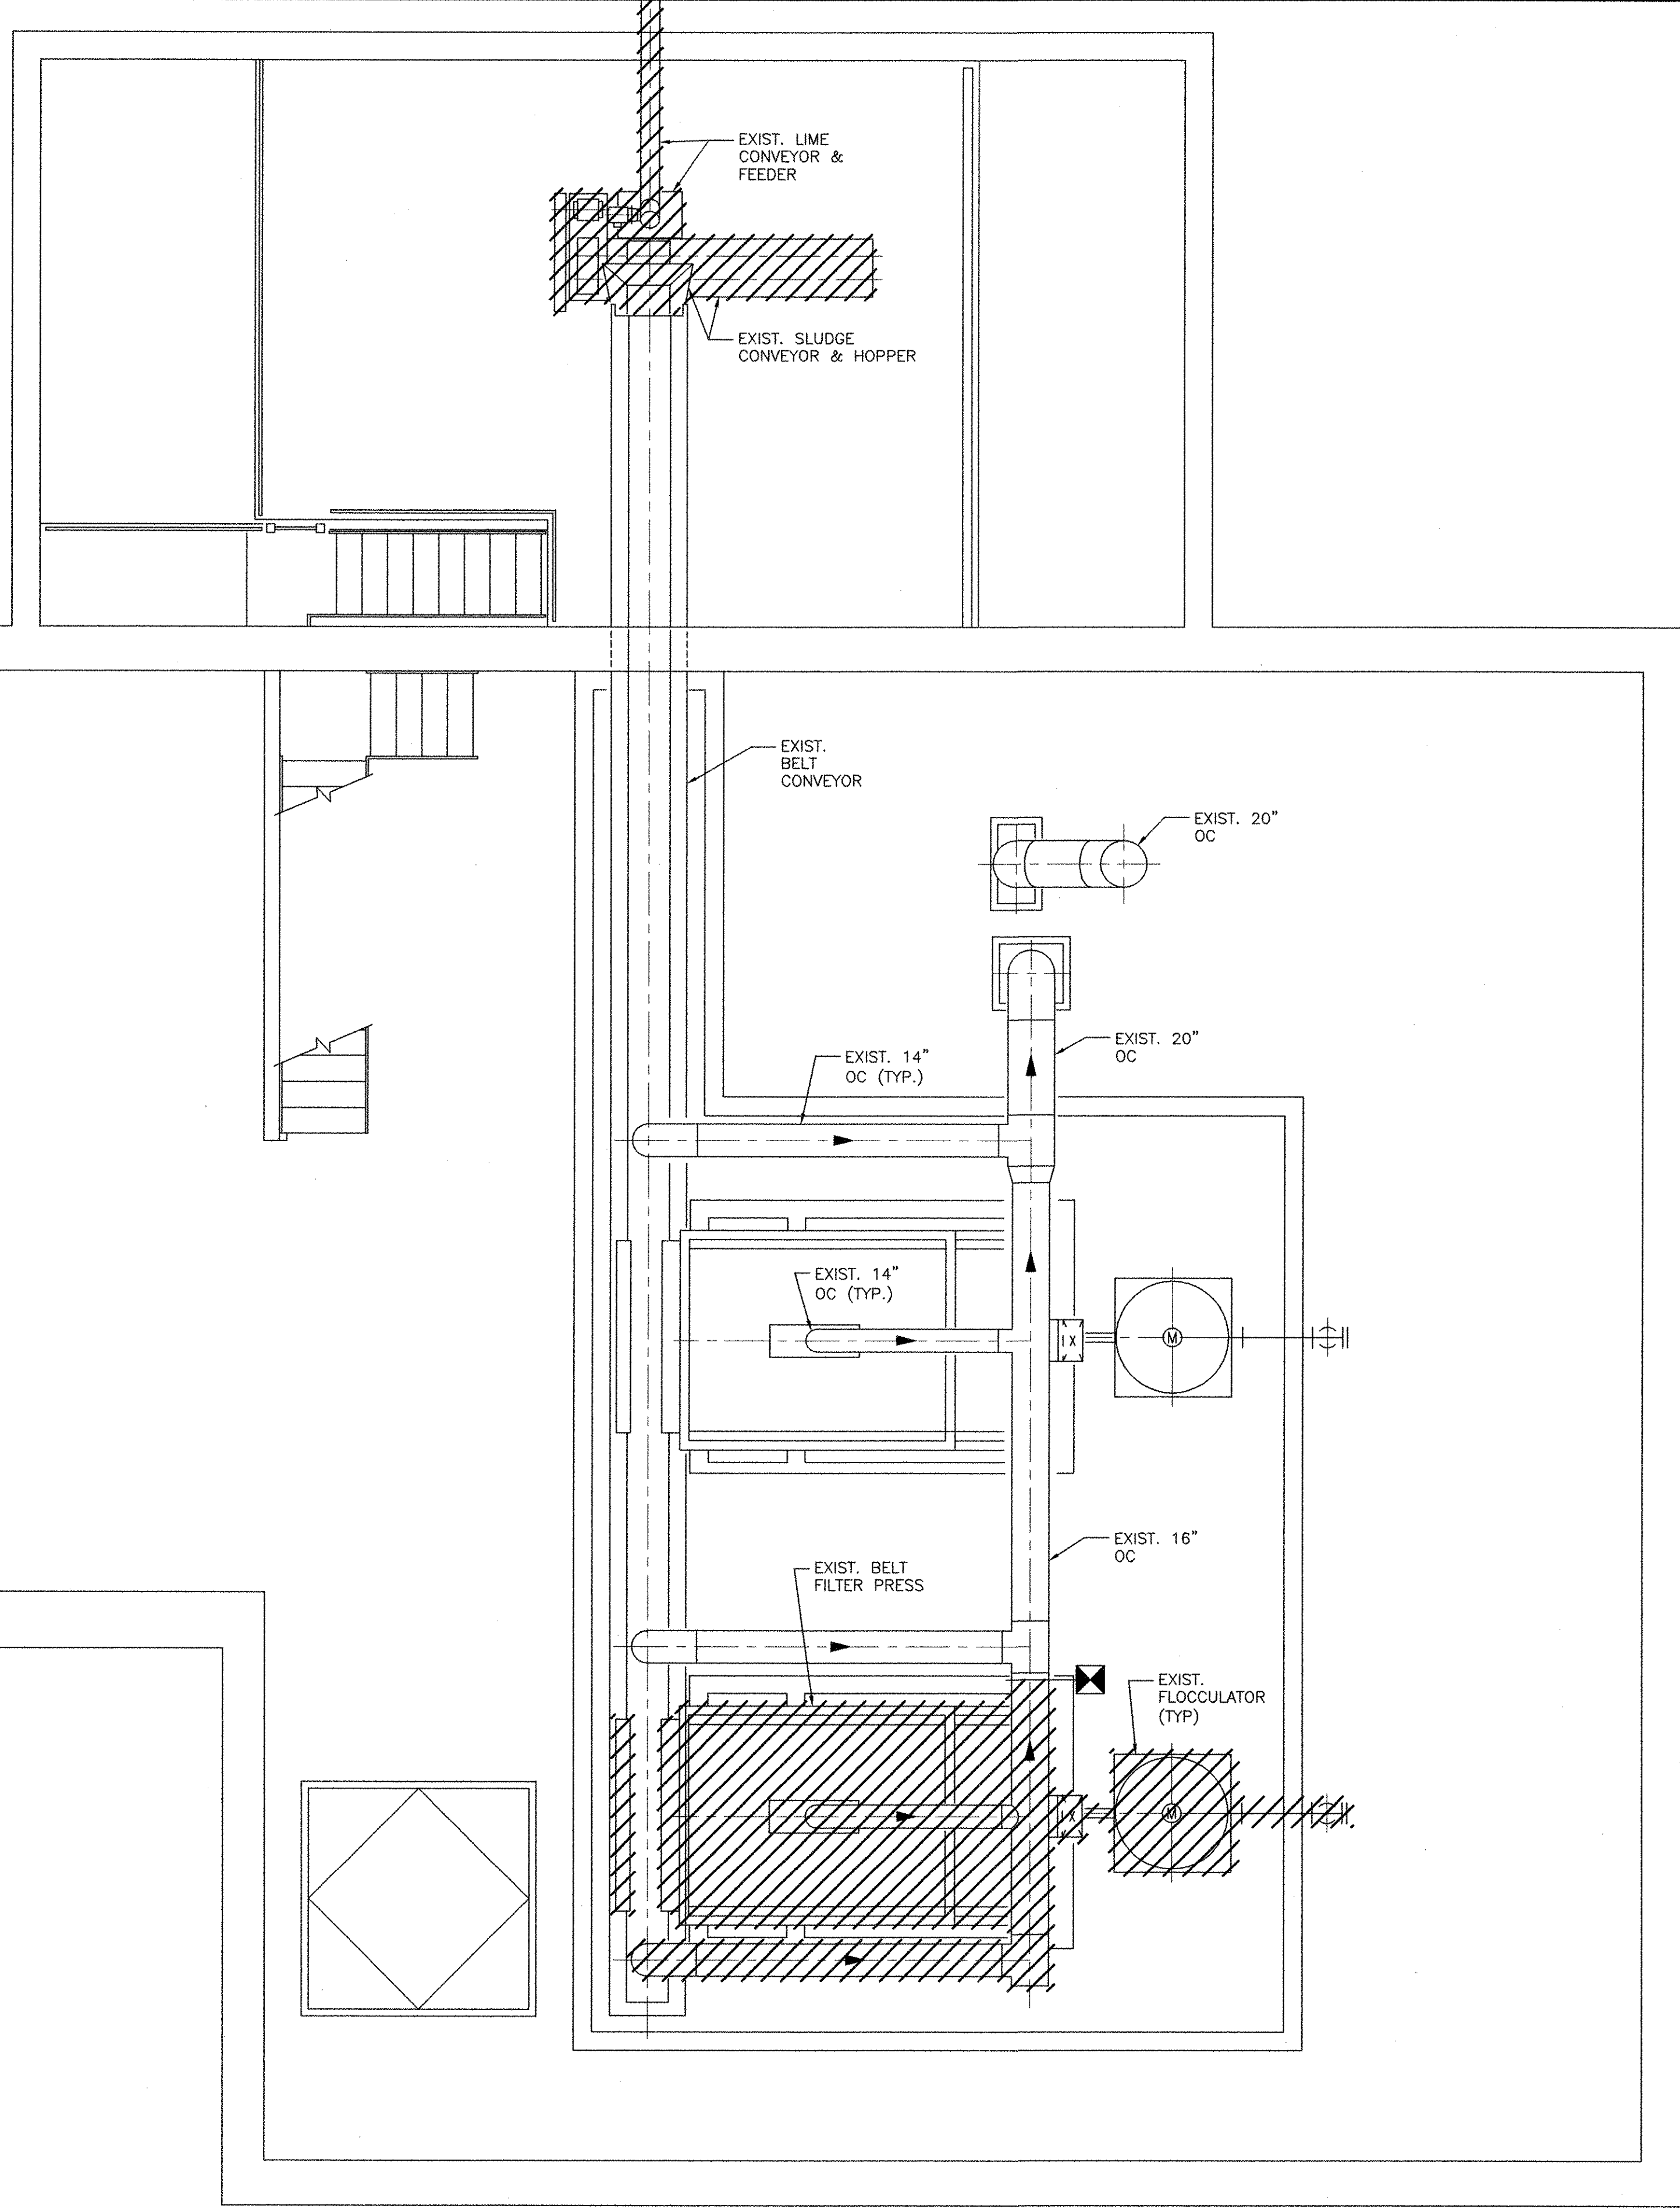 EXIST. LIME
CONVEYOR &
FEEDER
EXIST. SLUDGE
CONVEYOR & HOPPER
EXIST.
BELT
CONVEYOR
EXIST. 20"
OC
EXIST. 20"
OC
EXIST. 14"
OC (TYP.)
EXIST. 14"
OC (TYP.)
X
M
EXIST. 16"
OC
EXIST. BELT
FILTER PRESS
EXIST.
FLOCCULATOR
(TYP)
X
M